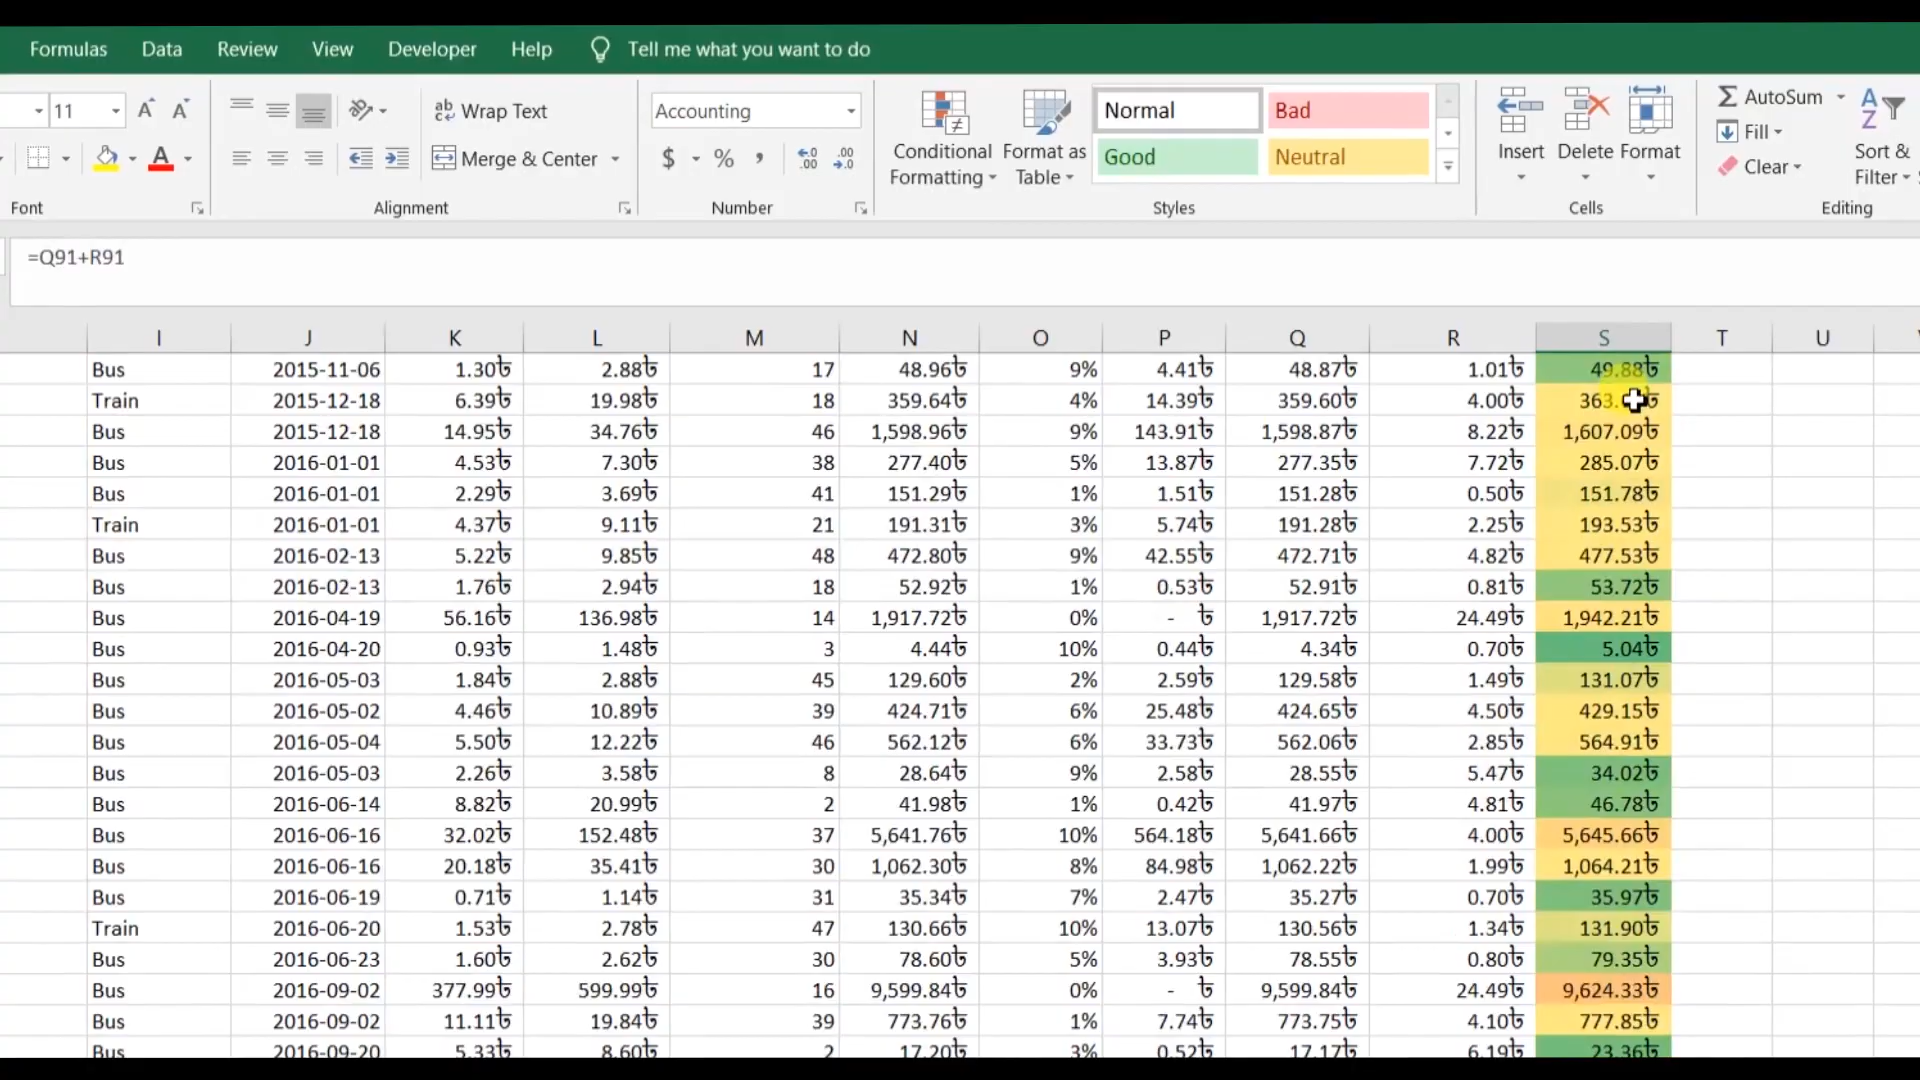 Formulas Data Review View Developer Help Tell me what you want to do
11 A A ab Wrap Text Accounting Normal Bad AutoSum
A $ % , .00 .00 Merge & Center Conditional Formatting Format as Table Good Neutral Insert Delete Format Fill Clear Sort & Filter
Font Alignment Number Styles Cells Editing
=Q91+R91
I J K L M N O P Q R S T U
Bus 2015-11-06 1.30৳ 2.88৳ 17 48.96৳ 9% 4.41৳ 48.87৳ 1.01৳ 49.88৳
Train 2015-12-18 6.39৳ 19.98৳ 18 359.64৳ 4% 14.39৳ 359.60৳ 4.00৳ 363.
Bus 2015-12-18 14.95৳ 34.76৳ 46 1,598.96৳ 9% 143.91৳ 1,598.87৳ 8.22৳ 1,607.09৳
Bus 2016-01-01 4.53৳ 7.30৳ 38 277.40৳ 5% 13.87৳ 277.35৳ 7.72৳ 285.07৳
Bus 2016-01-01 2.29৳ 3.69৳ 41 151.29৳ 1% 1.51৳ 151.28৳ 0.50৳ 151.78৳
Train 2016-01-01 4.37৳ 9.11৳ 21 191.31৳ 3% 5.74৳ 191.28৳ 2.25৳ 193.53৳
Bus 2016-02-13 5.22৳ 9.85৳ 48 472.80৳ 9% 42.55৳ 472.71৳ 4.82৳ 477.53৳
Bus 2016-02-13 1.76৳ 2.94৳ 18 52.92৳ 1% 0.53৳ 52.91৳ 0.81৳ 53.72৳
Bus 2016-04-19 56.16৳ 136.98৳ 14 1,917.72৳ 0% - ৳ 1,917.72৳ 24.49৳ 1,942.21৳
Bus 2016-04-20 0.93৳ 1.48৳ 3 4.44৳ 10% 0.44৳ 4.34৳ 0.70৳ 5.04৳
Bus 2016-05-03 1.84৳ 2.88৳ 45 129.60৳ 2% 2.59৳ 129.58৳ 1.49৳ 131.07৳
Bus 2016-05-02 4.46৳ 10.89৳ 39 424.71৳ 6% 25.48৳ 424.65৳ 4.50৳ 429.15৳
Bus 2016-05-04 5.50৳ 12.22৳ 46 562.12৳ 6% 33.73৳ 562.06৳ 2.85৳ 564.91৳
Bus 2016-05-03 2.26৳ 3.58৳ 8 28.64৳ 9% 2.58৳ 28.55৳ 5.47৳ 34.02৳
Bus 2016-06-14 8.82৳ 20.99৳ 2 41.98৳ 1% 0.42৳ 41.97৳ 4.81৳ 46.78৳
Bus 2016-06-16 32.02৳ 152.48৳ 37 5,641.76৳ 10% 564.18৳ 5,641.66৳ 4.00৳ 5,645.66৳
Bus 2016-06-16 20.18৳ 35.41৳ 30 1,062.30৳ 8% 84.98৳ 1,062.22৳ 1.99৳ 1,064.21৳
Bus 2016-06-19 0.71৳ 1.14৳ 31 35.34৳ 7% 2.47৳ 35.27৳ 0.70৳ 35.97৳
Train 2016-06-20 1.53৳ 2.78৳ 47 130.66৳ 10% 13.07৳ 130.56৳ 1.34৳ 131.90৳
Bus 2016-06-23 1.60৳ 2.62৳ 30 78.60৳ 5% 3.93৳ 78.55৳ 0.80৳ 79.35৳
Bus 2016-09-02 377.99৳ 599.99৳ 16 9,599.84৳ 0% - ৳ 9,599.84৳ 24.49৳ 9,624.33৳
Bus 2016-09-02 11.11৳ 19.84৳ 39 773.76৳ 1% 7.74৳ 773.75৳ 4.10৳ 777.85৳
Bus 2016-09-20 5.33৳ 8.60৳ 2 17.20৳ 3% 0.52৳ 17.17৳ 6.19৳ 23.36৳